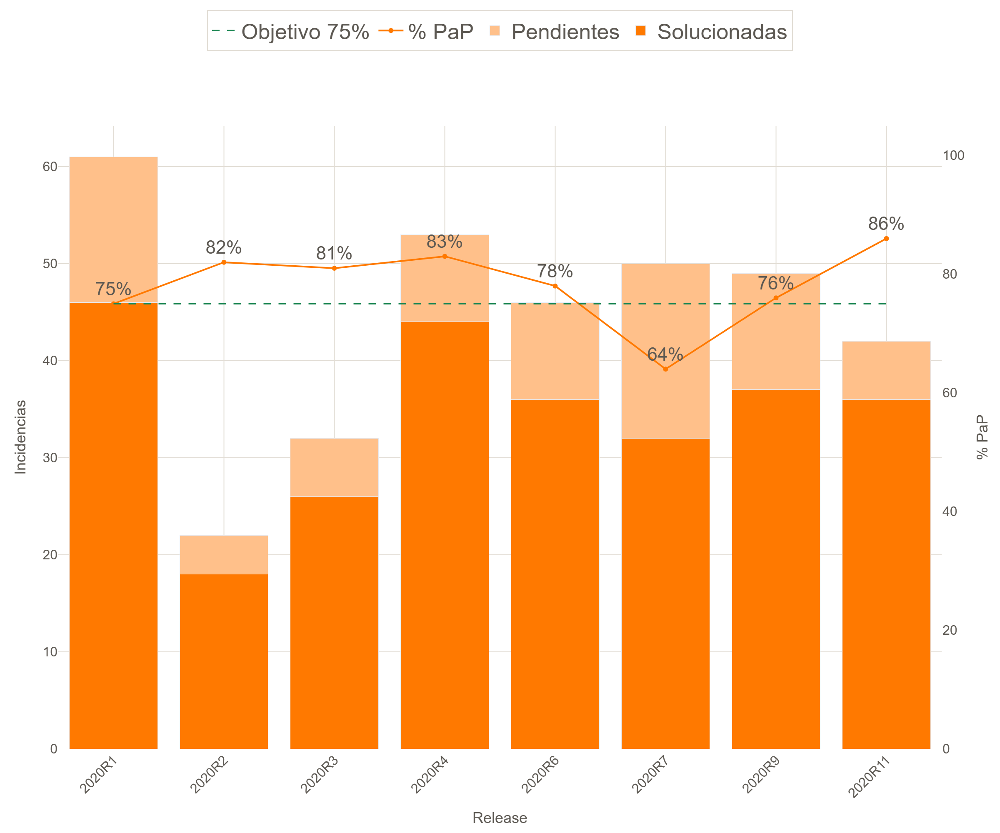 Objetivo 75% % PaP Pendientes Solucionadas
60
50
40
30
20
10
0
Incidencias
75%
82%
81%
83%
78%
64%
76%
86%
100
80
60
40
20
0
% PaP
2020R1
2020R2
2020R3
2020R4
2020R6
2020R7
2020R9
2020R11
Release